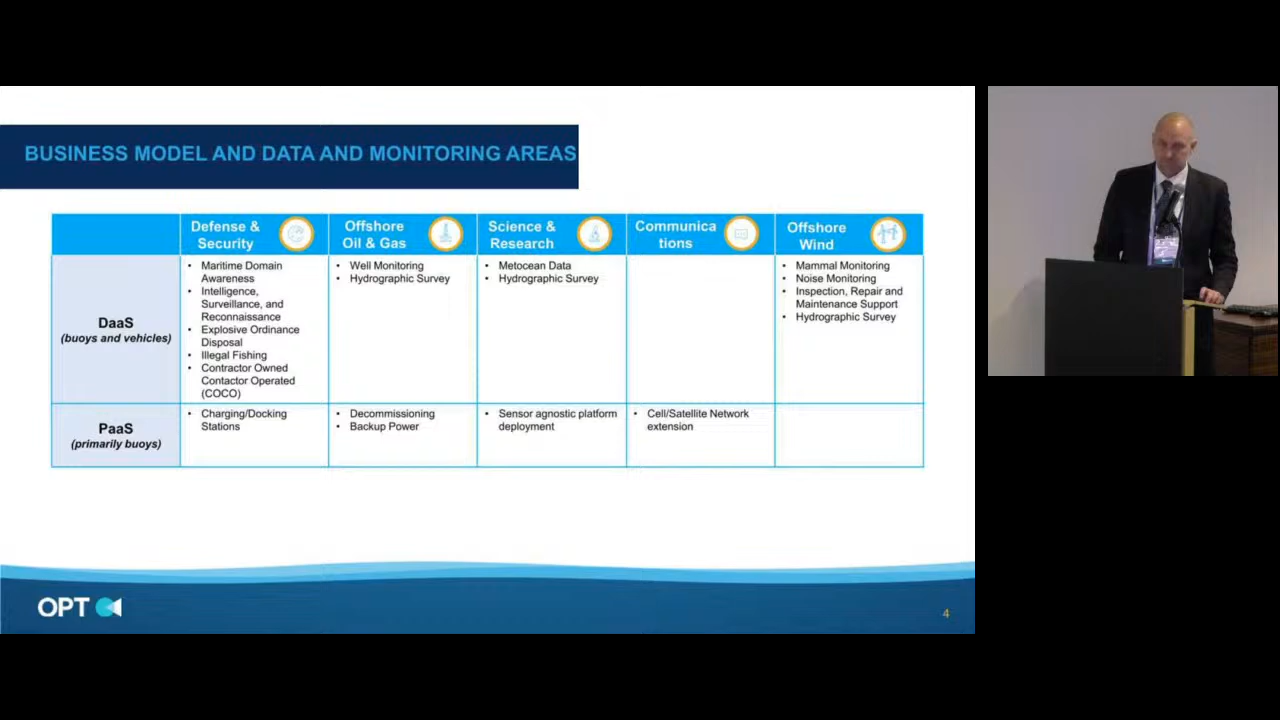 BUSINESS MODEL AND DATA AND MONITORING AREAS
Defense &
Security
Offshore
Oil & Gas
Science &
Research
Communica
tions
Offshore
Wind
DaaS
(buoys and vehicles)
• Maritime Domain
Awareness
• Intelligence,
Surveillance, and
Reconnaissance
• Explosive Ordinance
Disposal
• Illegal Fishing
• Contractor Owned
Contactor Operated
(COCO)
• Well Monitoring
• Hydrographic Survey
• Metocean Data
• Hydrographic Survey
• Mammal Monitoring
• Noise Monitoring
• Inspection, Repair and
Maintenance Support
• Hydrographic Survey
PaaS
(primarily buoys)
• Charging/Docking
Stations
• Decommissioning
• Backup Power
• Sensor agnostic platform
deployment
• Cell/Satellite Network
extension
OPT
4